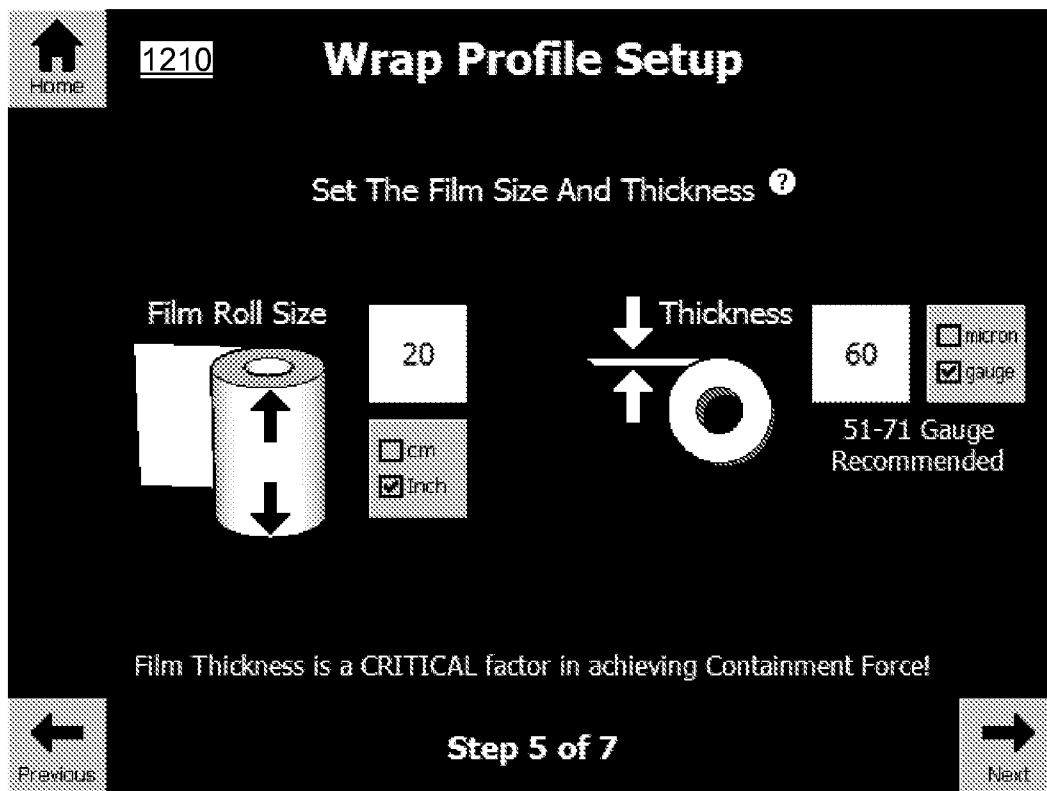 Home
1210
Wrap Profile Setup
Set The Film Size And Thickness ?
Film Roll Size
20
cm
Inch
Thickness
60
micron
gauge
51-71 Gauge
Recommended
Film Thickness is a CRITICAL factor in achieving Containment Force!
Previous
Step 5 of 7
Next